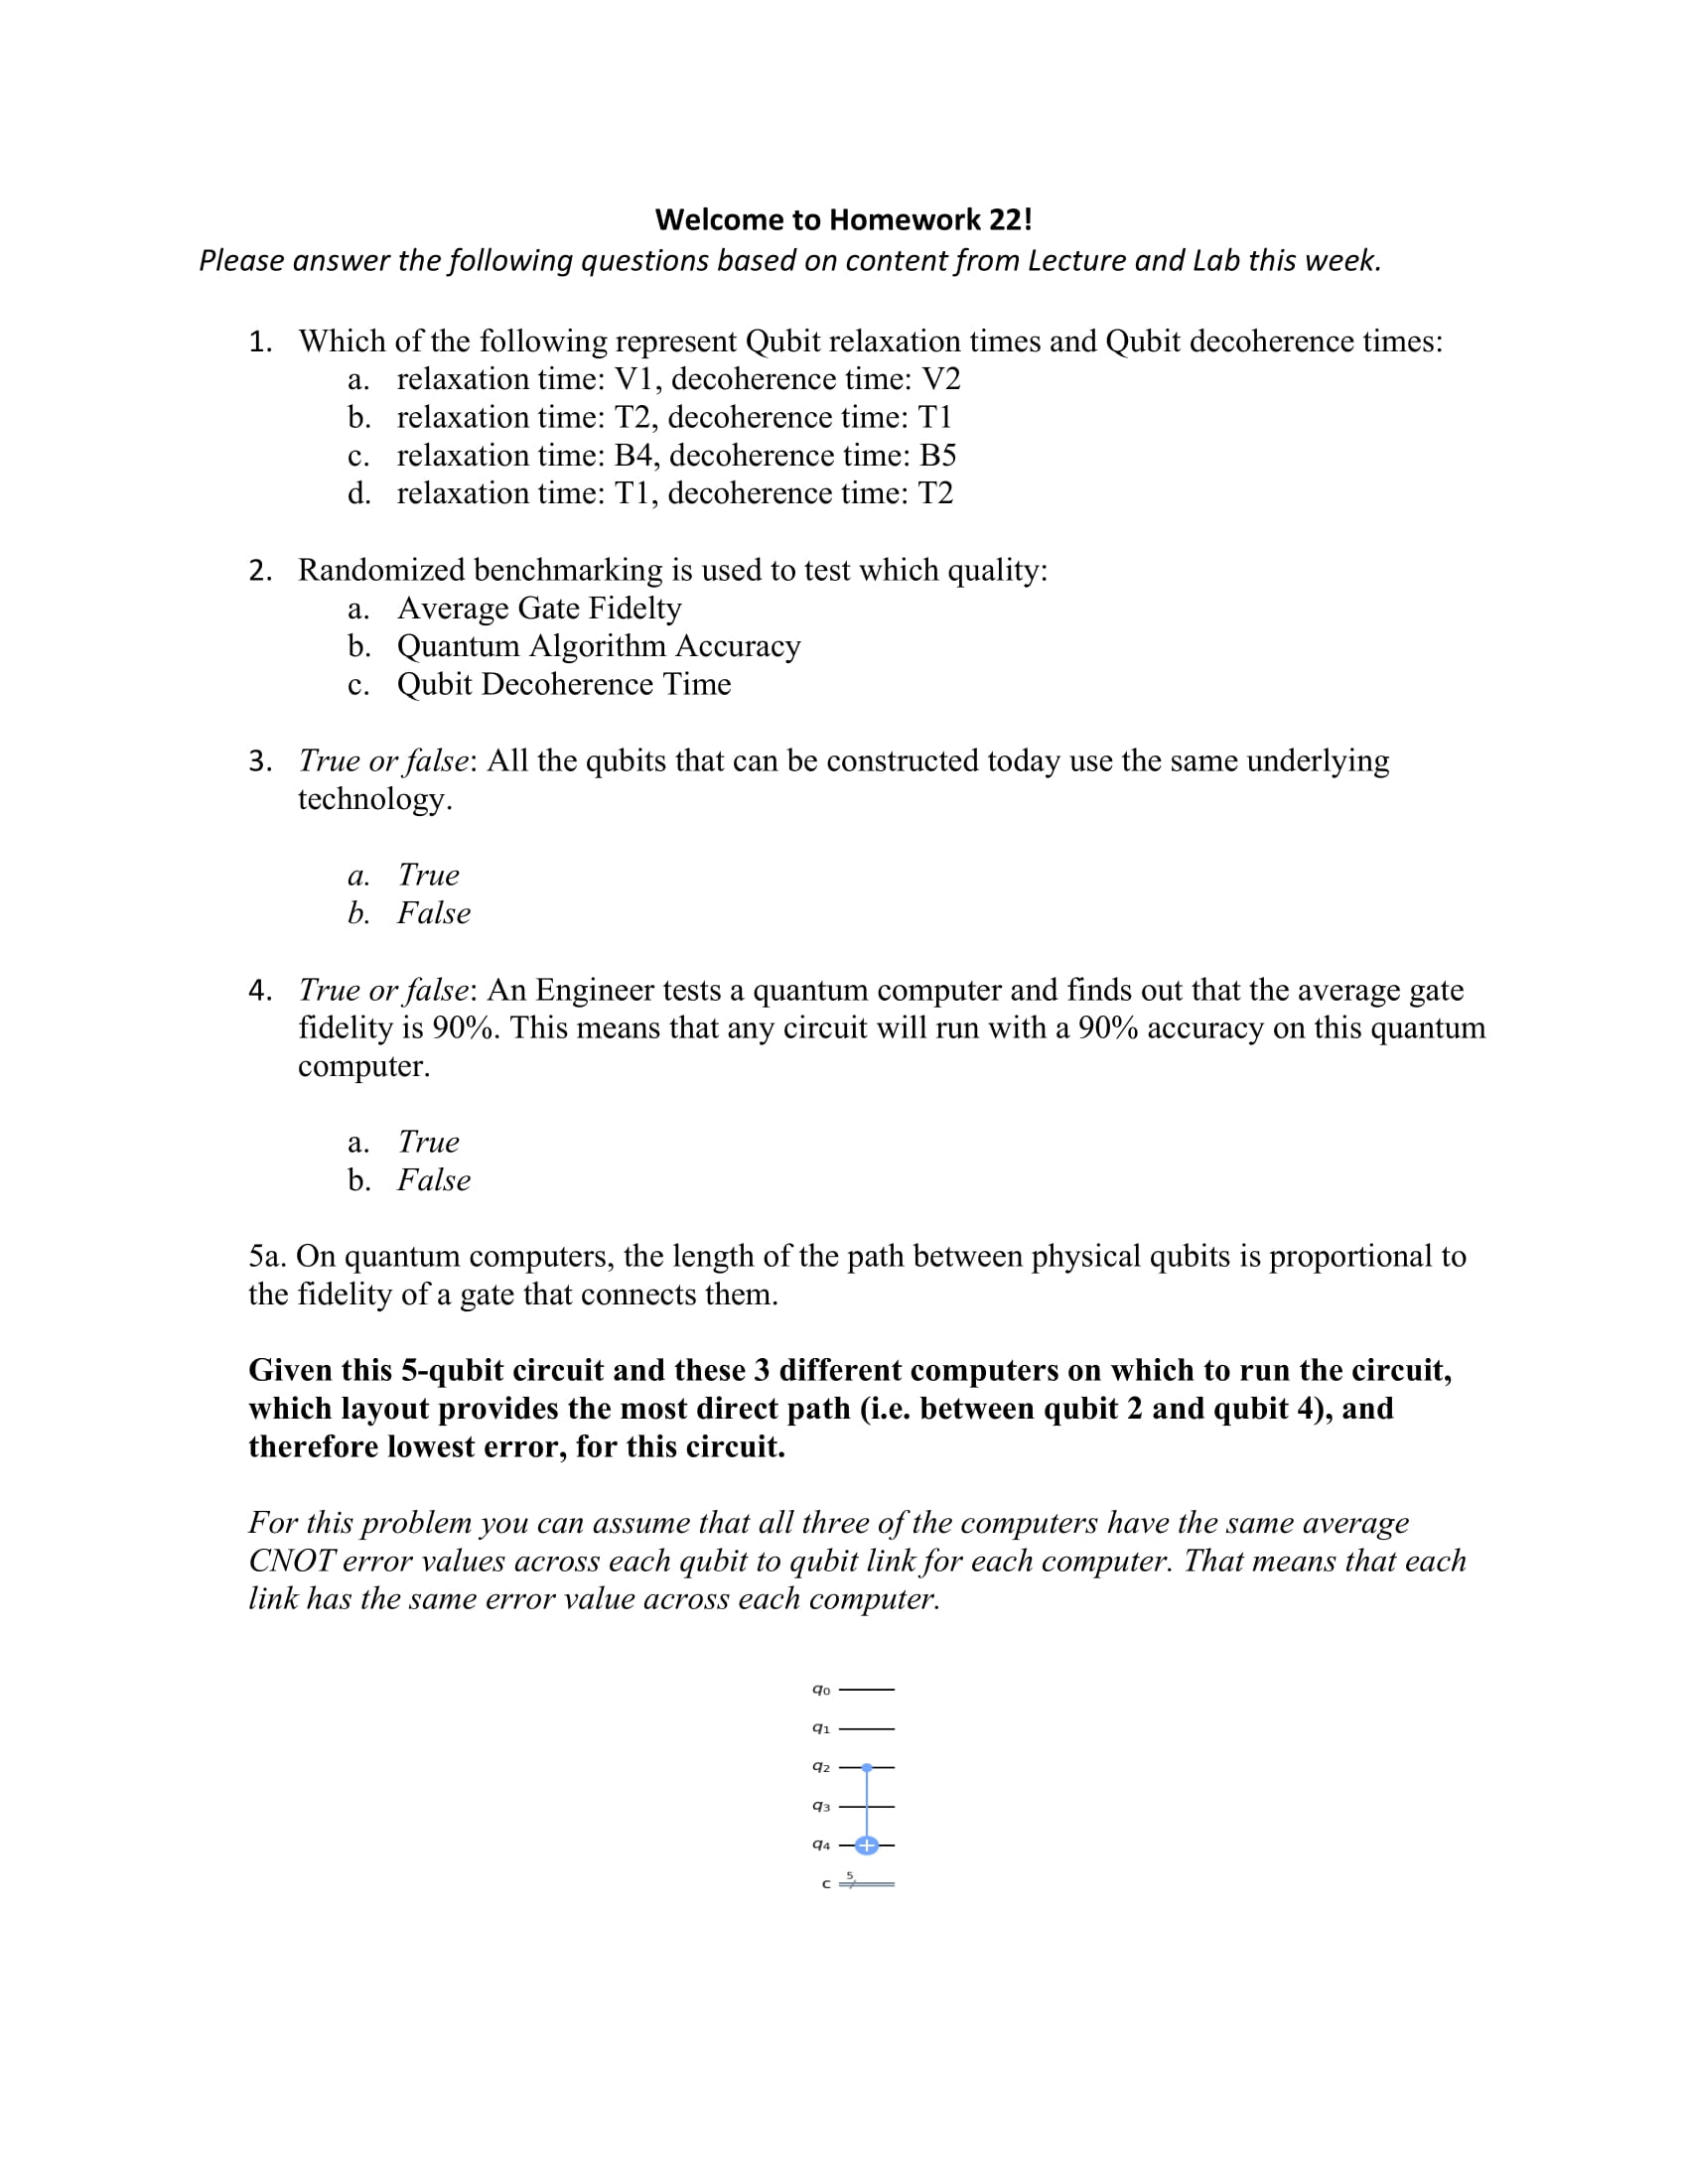 Welcome to Homework 22!
Please answer the following questions based on content from Lecture and Lab this week.
1. Which of the following represent Qubit relaxation times and Qubit decoherence times:
a. relaxation time: V1, decoherence time: V2
b. relaxation time: T2, decoherence time: T1
c. relaxation time: B4, decoherence time: B5
d. relaxation time: T1, decoherence time: T2
2. Randomized benchmarking is used to test which quality:
a. Average Gate Fidelty
b. Quantum Algorithm Accuracy
c. Qubit Decoherence Time
3. True or false: All the qubits that can be constructed today use the same underlying
technology.
a. True
b. False
4. True or false: An Engineer tests a quantum computer and finds out that the average gate
fidelity is 90%. This means that any circuit will run with a 90% accuracy on this quantum
computer.
a. True
b. False
5a. On quantum computers, the length of the path between physical qubits is proportional to
the fidelity of a gate that connects them.
Given this 5-qubit circuit and these 3 different computers on which to run the circuit,
which layout provides the most direct path (i.e. between qubit 2 and qubit 4), and
therefore lowest error, for this circuit.
For this problem you can assume that all three of the computers have the same average
CNOT error values across each qubit to qubit link for each computer. That means that each
link has the same error value across each computer.
q0
q1
q2
q3
q4
c 5